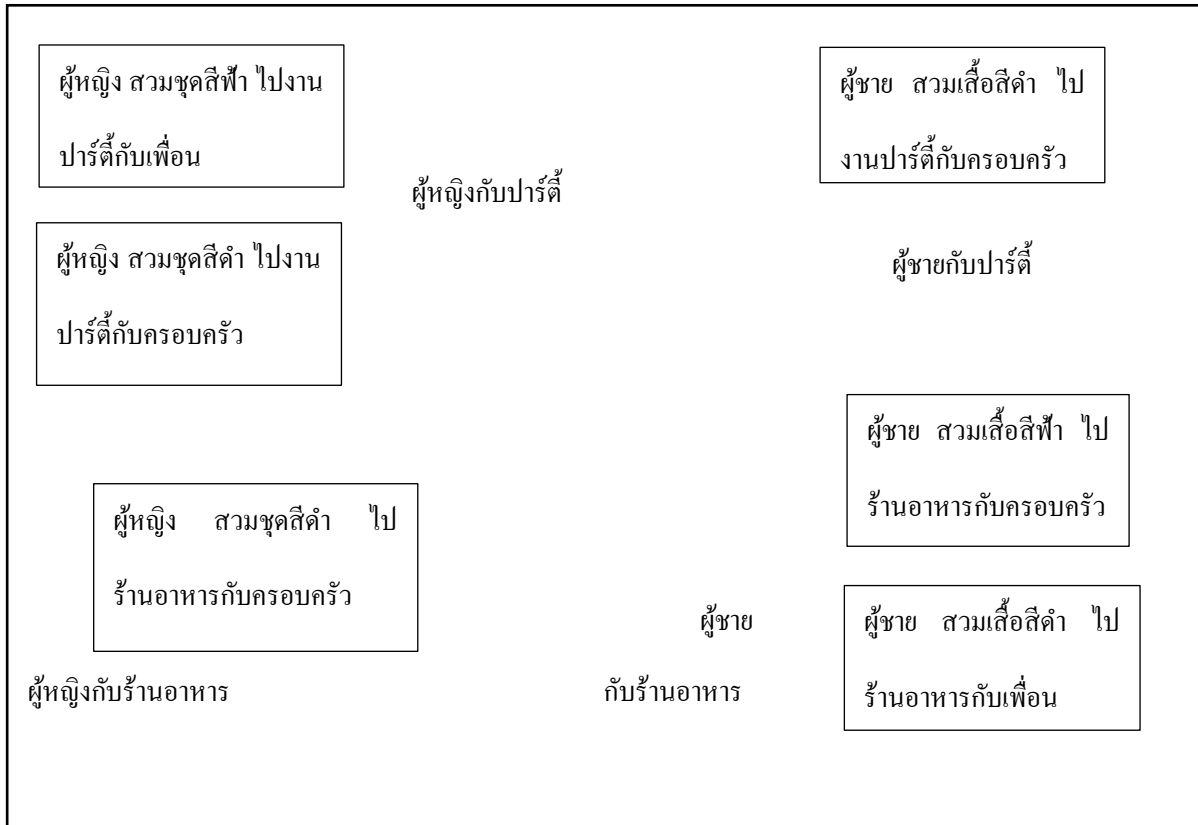 ผู้หญิง สวมชุดสีฟ้า ไปงาน
ปาร์ตี้กับเพื่อน
ผู้ชาย สวมเสื้อสีดำ ไป
งานปาร์ตี้กับครอบครัว
ผู้หญิงกับปาร์ตี้
ผู้หญิง สวมชุดสีดำ ไปงาน
ปาร์ตี้กับครอบครัว
ผู้ชายกับปาร์ตี้
ผู้ชาย สวมเสื้อสีฟ้า ไป
ร้านอาหารกับครอบครัว
ผู้หญิง สวมชุดสีดำ ไป
ร้านอาหารกับครอบครัว
ผู้หญิงกับร้านอาหาร
ผู้ชาย
กับร้านอาหาร
ผู้ชาย สวมเสื้อสีดำ ไป
ร้านอาหารกับเพื่อน